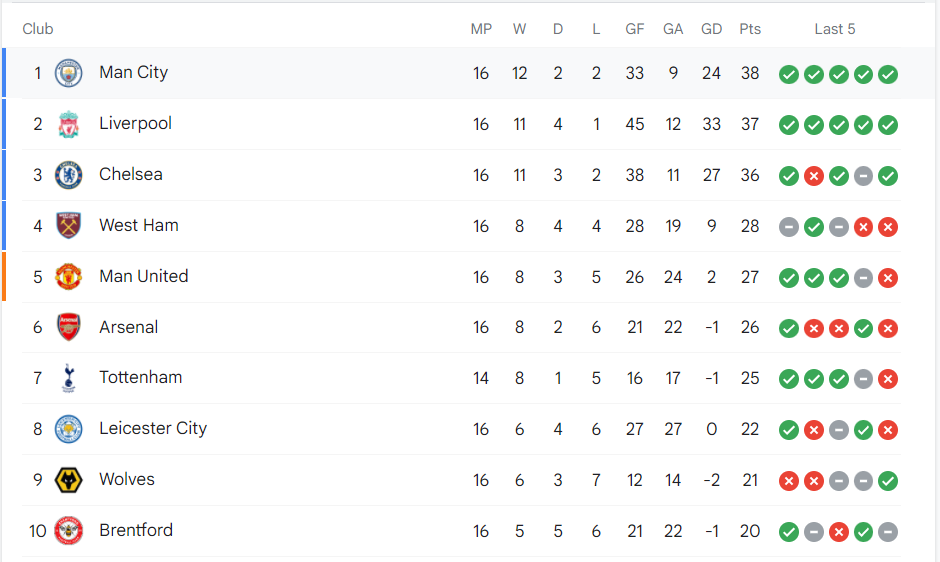 Club MP W D L GF GA GD Pts Last 5
1 Man City 16 12 2 2 33 9 24 38
2 Liverpool 16 11 4 1 45 12 33 37
3 Chelsea 16 11 3 2 38 11 27 36
4 West Ham 16 8 4 4 28 19 9 28
5 Man United 16 8 3 5 26 24 2 27
6 Arsenal 16 8 2 6 21 22 -1 26
7 Tottenham 14 8 1 5 16 17 -1 25
8 Leicester City 16 6 4 6 27 27 0 22
9 Wolves 16 6 3 7 12 14 -2 21
10 Brentford 16 5 5 6 21 22 -1 20